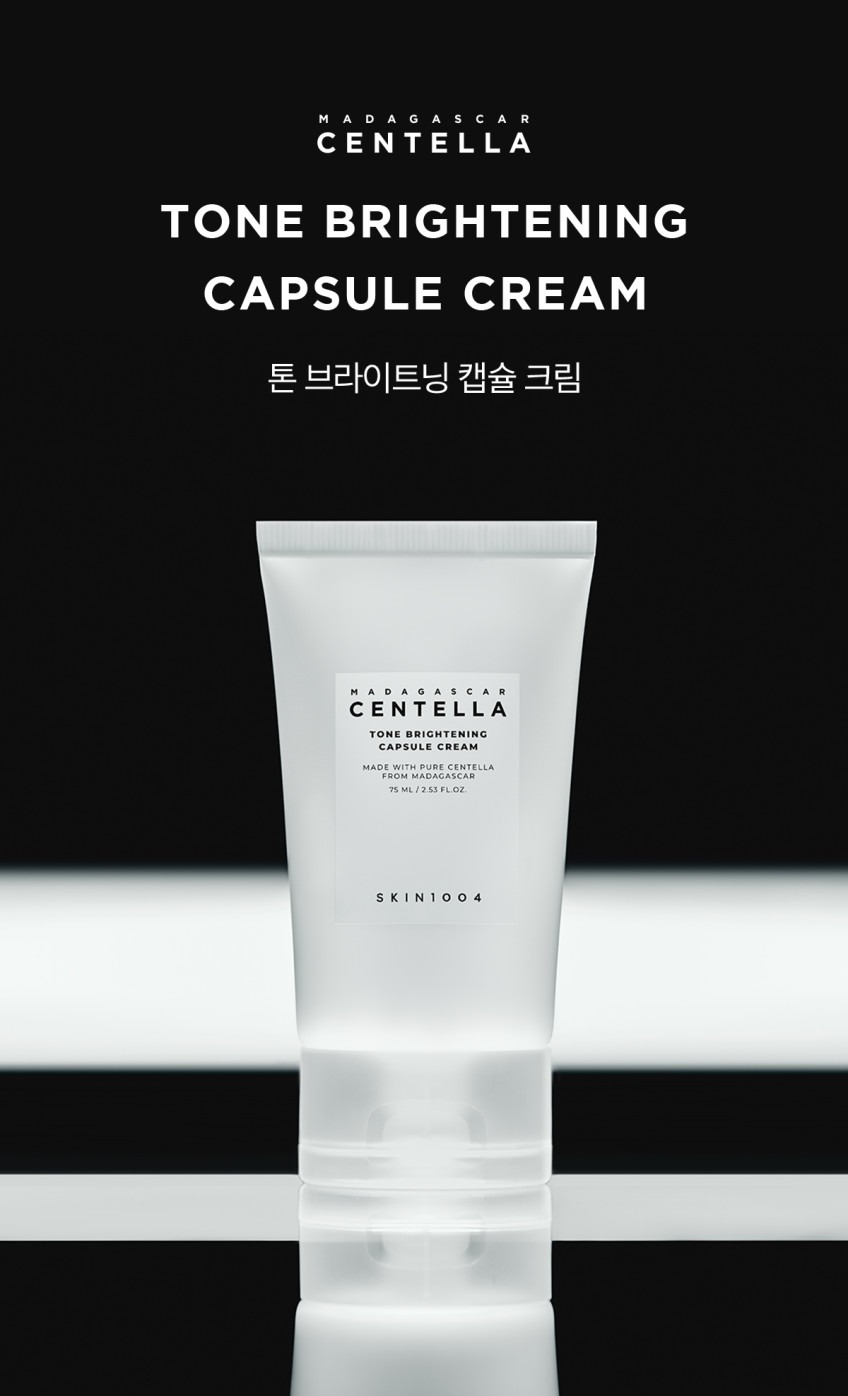 MADAGASCAR
CENTELLA
TONE BRIGHTENING
CAPSULE CREAM
톤 브라이트닝 캡슐 크림
MADAGASCAR
CENTELLA
TONE BRIGHTENING
CAPSULE CREAM
MADE WITH PURE CENTELLA
FROM MADAGASCAR
75 ML / 2.53 FL.OZ.
SKIN1004